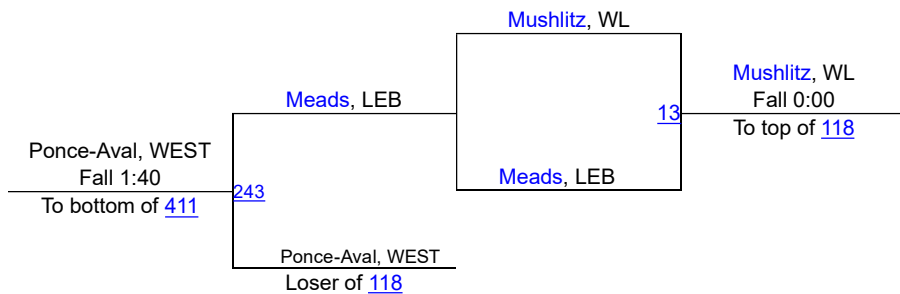 Mushlitz, WL
Mushlitz, WL
Meads, LEB
Fall 0:00
13
To top of 118
Ponce-Aval, WEST
Fall 1:40
Meads, LEB
243
To bottom of 411
Ponce-Aval, WEST
Loser of 118